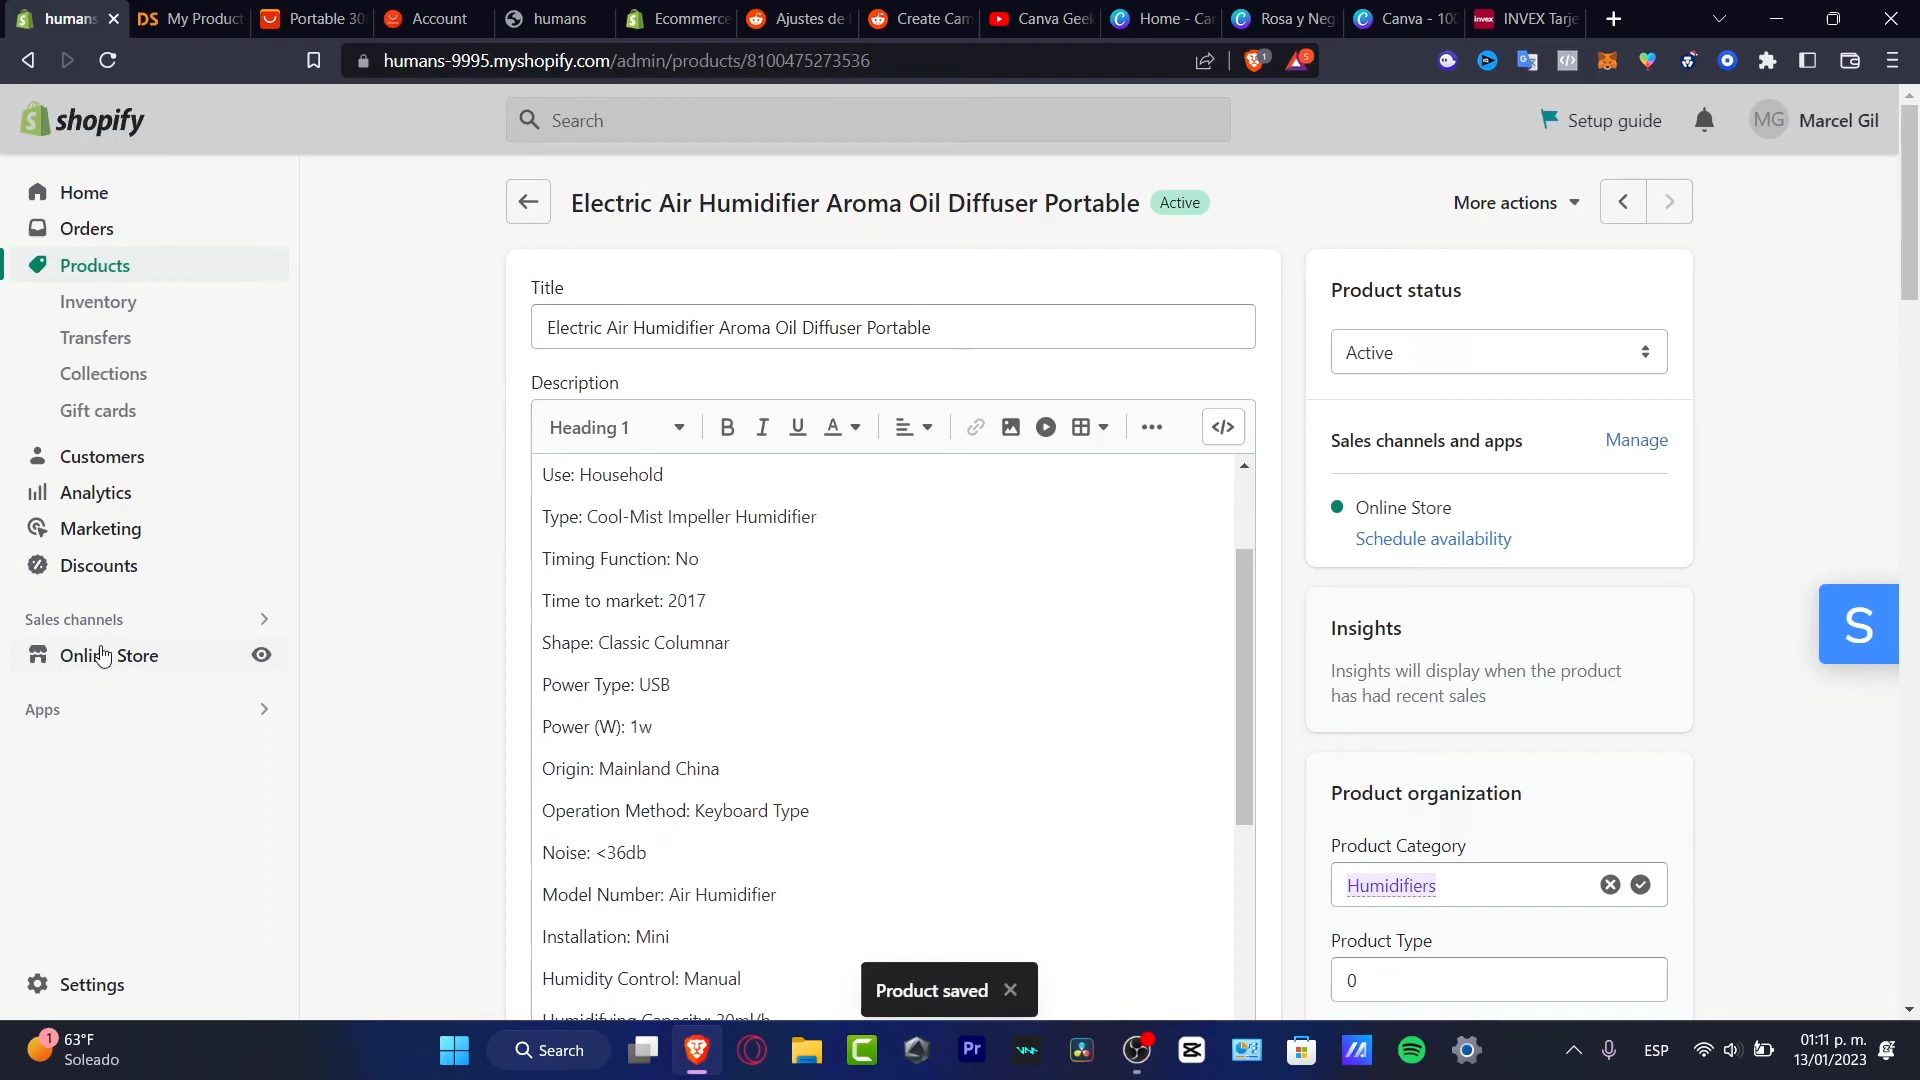 humans
DS My Product
Portable 30
Account
humans
Ecommerce
Ajustes de
Create Cam
Canva Geek
Home - Ca
Rosa y Neg
Canva - 100
INVEX Tarje
humans-9995.myshopify.com/admin/products/8100475273536
1
5
shopify
Search
Setup guide
MG Marcel Gil
Home
Orders
Products
Inventory
Transfers
Collections
Gift cards
Customers
Analytics
Marketing
Discounts
Sales channels
Online Store
Apps
Settings
Electric Air Humidifier Aroma Oil Diffuser Portable Active
More actions
Title
Electric Air Humidifier Aroma Oil Diffuser Portable
Description
Heading 1
B I U A
Use: Household
Type: Cool-Mist Impeller Humidifier
Timing Function: No
Time to market: 2017
Shape: Classic Columnar
Power Type: USB
Power (W): 1w
Origin: Mainland China
Operation Method: Keyboard Type
Noise: <36db
Model Number: Air Humidifier
Installation: Mini
Humidity Control: Manual
Humidifying Capacity: 30ml/h
Product saved
Product status
Active
Sales channels and apps Manage
Online Store
Schedule availability
Insights
Insights will display when the product
has had recent sales
Product organization
Product Category
Humidifiers
Product Type
0
S
1
63°F
Soleado
Search
Pr
ESP
01:11 p. m.
13/01/2023